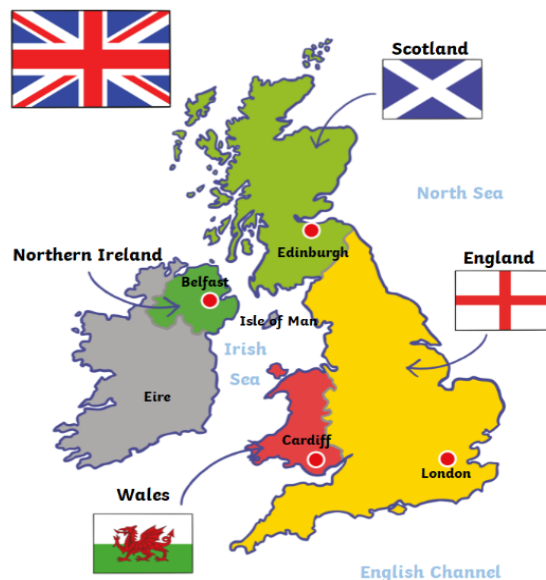 Scotland
North Sea
Edinburgh
Northern Ireland
England
Belfast
Isle of Man
Irish
Sea
Eire
Cardiff
London
Wales
English Channel